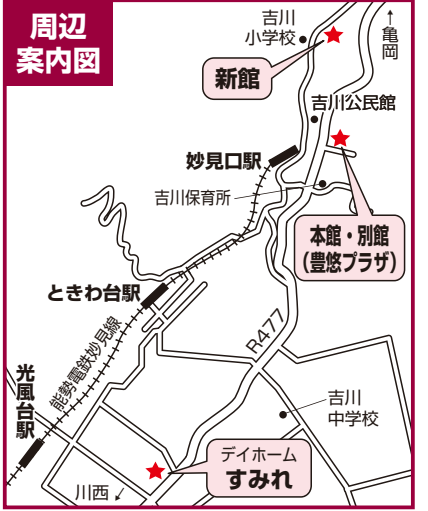 周辺
案内図
吉川
小学校
↑
亀岡
新館
吉川公民館
妙見口駅
吉川保育所
本館・別館
（豊悠プラザ）
ときわ台駅
R477
能勢電鉄妙見線
光風台駅
吉川
中学校
デイホーム
すみれ
川西↙